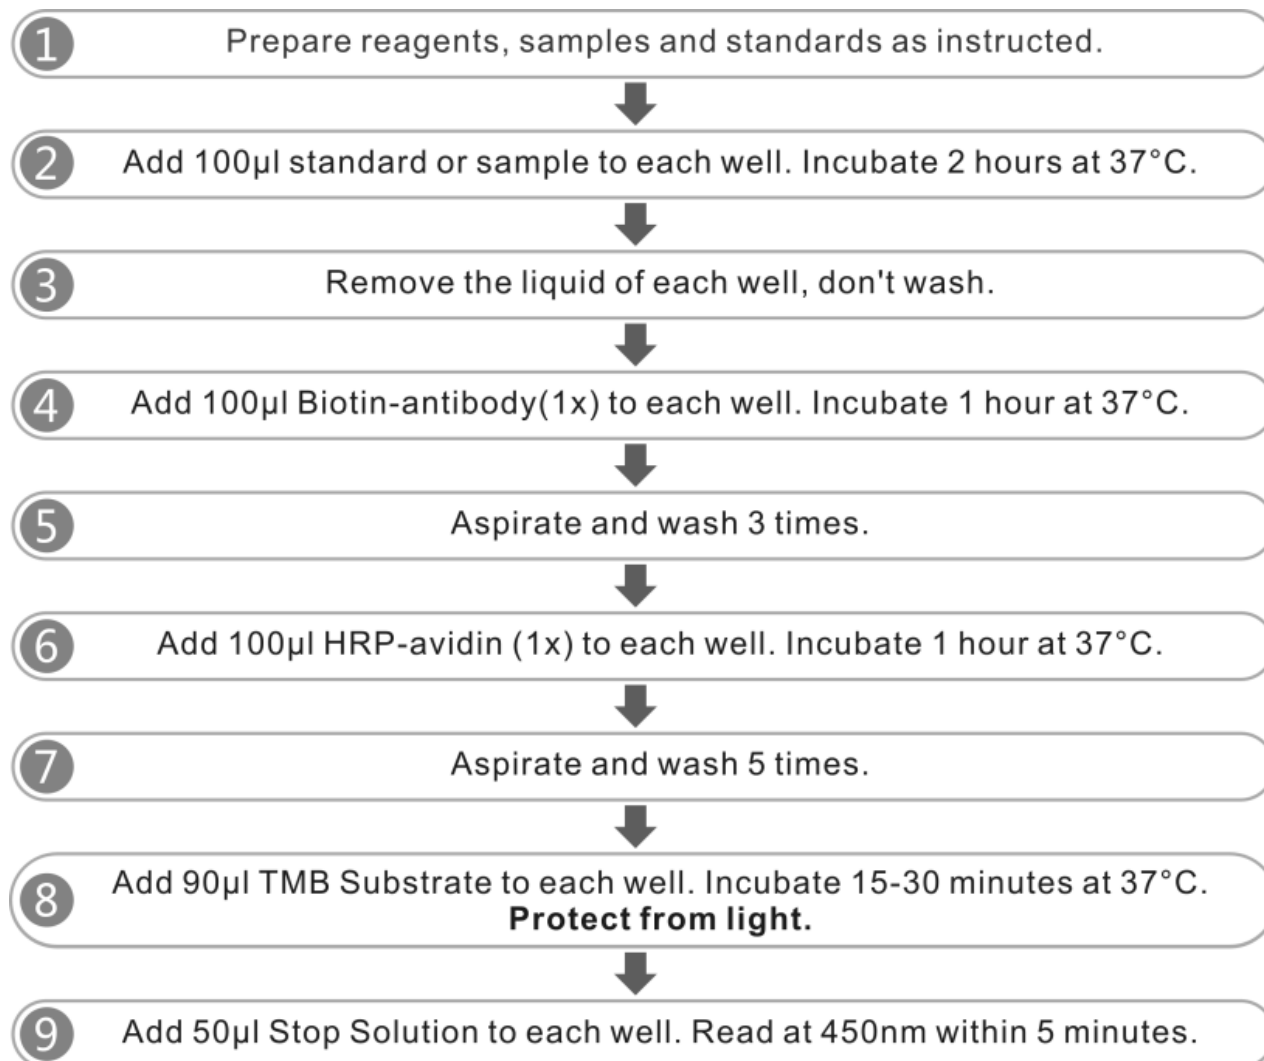 1 Prepare reagents, samples and standards as instructed.
2 Add 100µl standard or sample to each well. Incubate 2 hours at 37°C.
3 Remove the liquid of each well, don't wash.
4 Add 100µl Biotin-antibody(1x) to each well. Incubate 1 hour at 37°C.
5 Aspirate and wash 3 times.
6 Add 100µl HRP-avidin (1x) to each well. Incubate 1 hour at 37°C.
7 Aspirate and wash 5 times.
8 Add 90µl TMB Substrate to each well. Incubate 15-30 minutes at 37°C.
Protect from light.
9 Add 50µl Stop Solution to each well. Read at 450nm within 5 minutes.